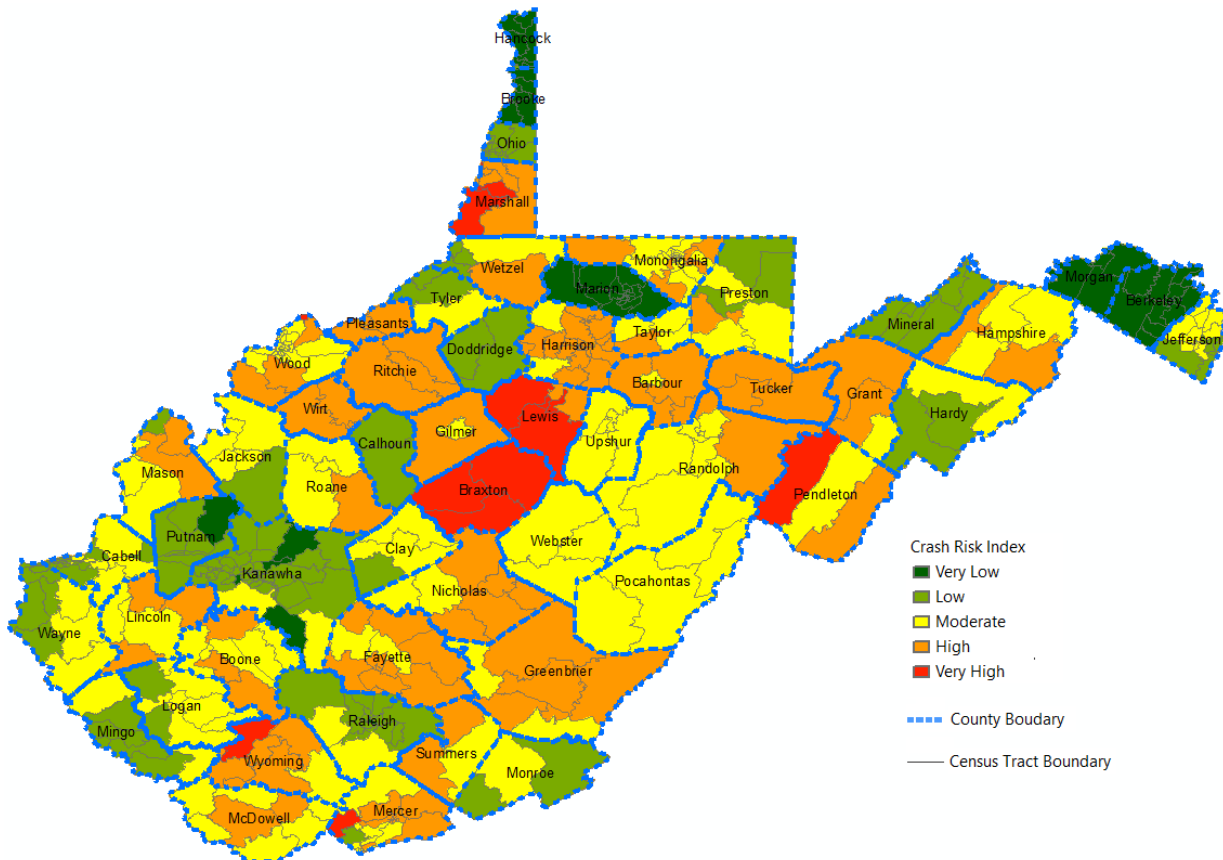 Hancock
Brooke
Ohio
Marshall
Wetzel
Monongalia
Marion
Preston
Tyler
Morgan
Berkeley
Mineral
Hampshire
Jefferson
Pleasants
Taylor
Harrison
Doddridge
Wood
Ritchie
Barbour
Tucker
Grant
Wirt
Lewis
Hardy
Gilmer
Calhoun
Upshur
Jackson
Randolph
Mason
Roane
Braxton
Pendleton
Putnam
Webster
Clay
Cabell
Kanawha
Pocahontas
Nicholas
Lincoln
Wayne
Boone
Fayette
Greenbrier
Logan
Raleigh
Mingo
Summers
Wyoming
Monroe
Mercer
McDowell
Crash Risk Index
Very Low
Low
Moderate
High
Very High
County Boudary
Census Tract Boundary